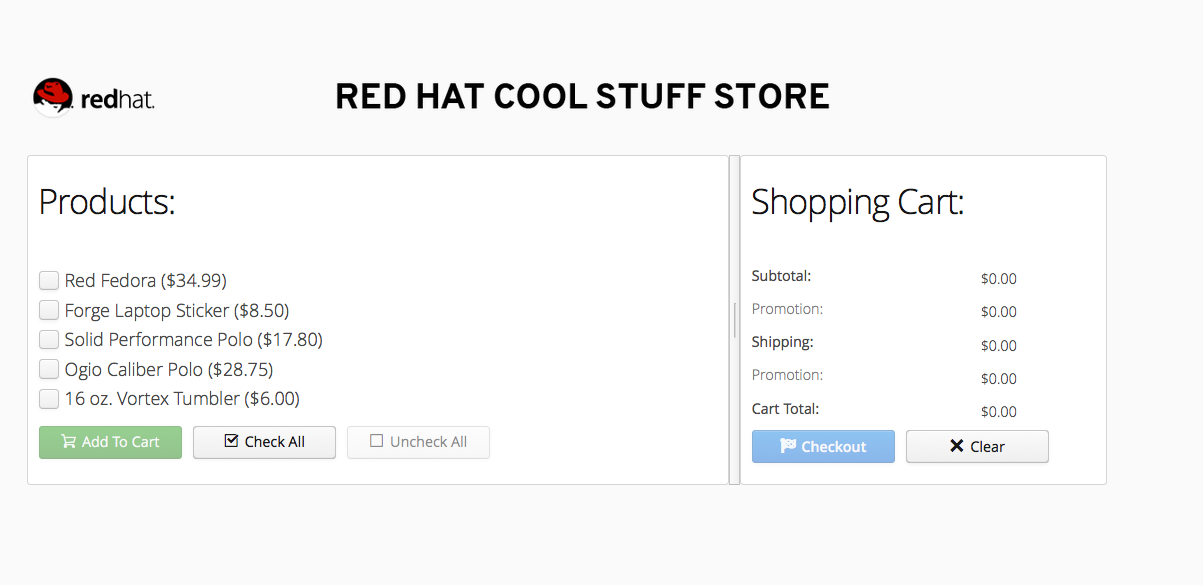 redhat.
RED HAT COOL STUFF STORE
Products:
Red Fedora ($34.99)
Forge Laptop Sticker ($8.50)
Solid Performance Polo ($17.80)
Ogio Caliber Polo ($28.75)
16 oz. Vortex Tumbler ($6.00)
Add To Cart Check All Uncheck All
Shopping Cart:
Subtotal: $0.00
Promotion: $0.00
Shipping: $0.00
Promotion: $0.00
Cart Total: $0.00
Checkout Clear